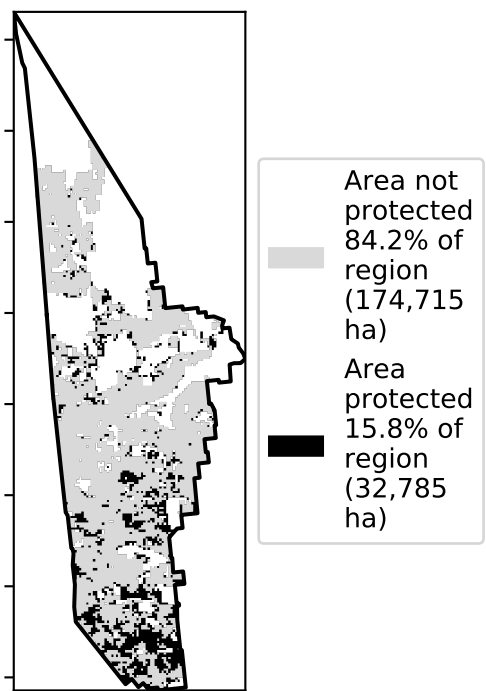 Area not
protected
84.2% of
region
(174,715
ha)
Area
protected
15.8% of
region
(32,785
ha)